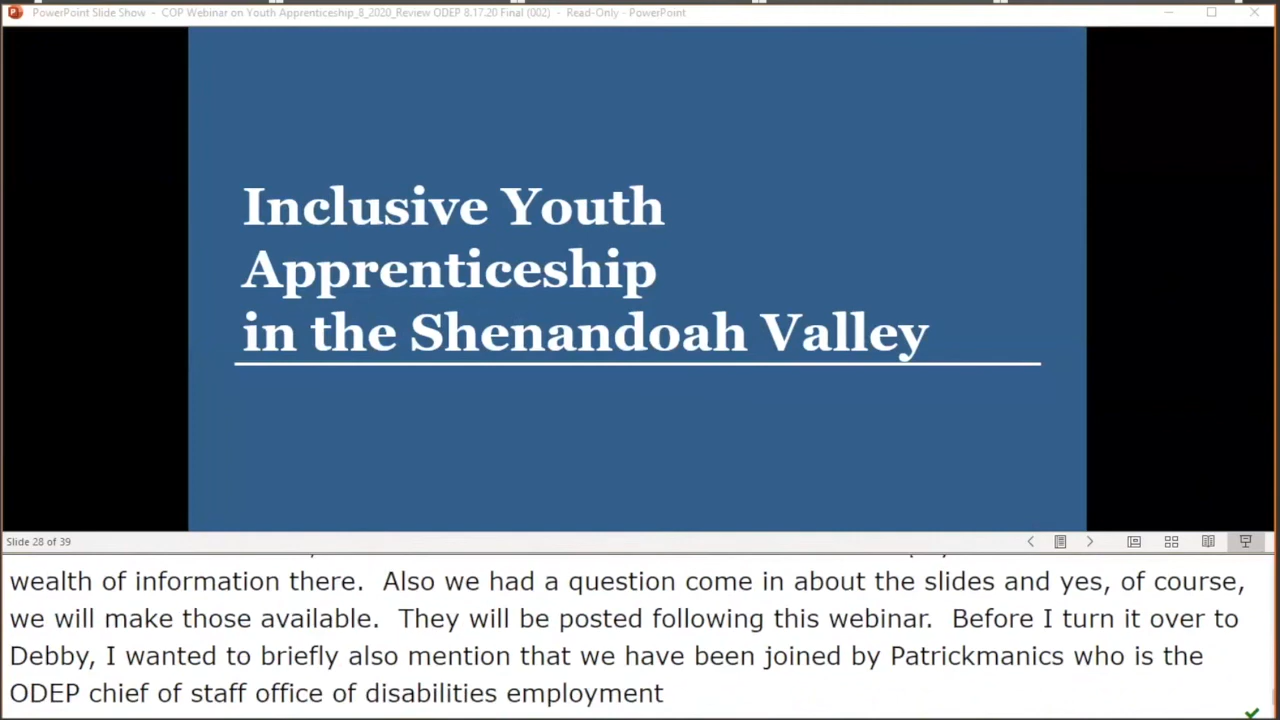 PowerPoint Slide Show - COP Webinar on Youth Apprenticeship_8_2020_Review ODEP 8.17.20 Final (002) - Read-Only - PowerPoint
Inclusive Youth
Apprenticeship
in the Shenandoah Valley
Slide 28 of 39
wealth of information there.  Also we had a question come in about the slides and yes, of course,
we will make those available.  They will be posted following this webinar.  Before I turn it over to
Debby, I wanted to briefly also mention that we have been joined by Patrickmanics who is the
ODEP chief of staff office of disabilities employment